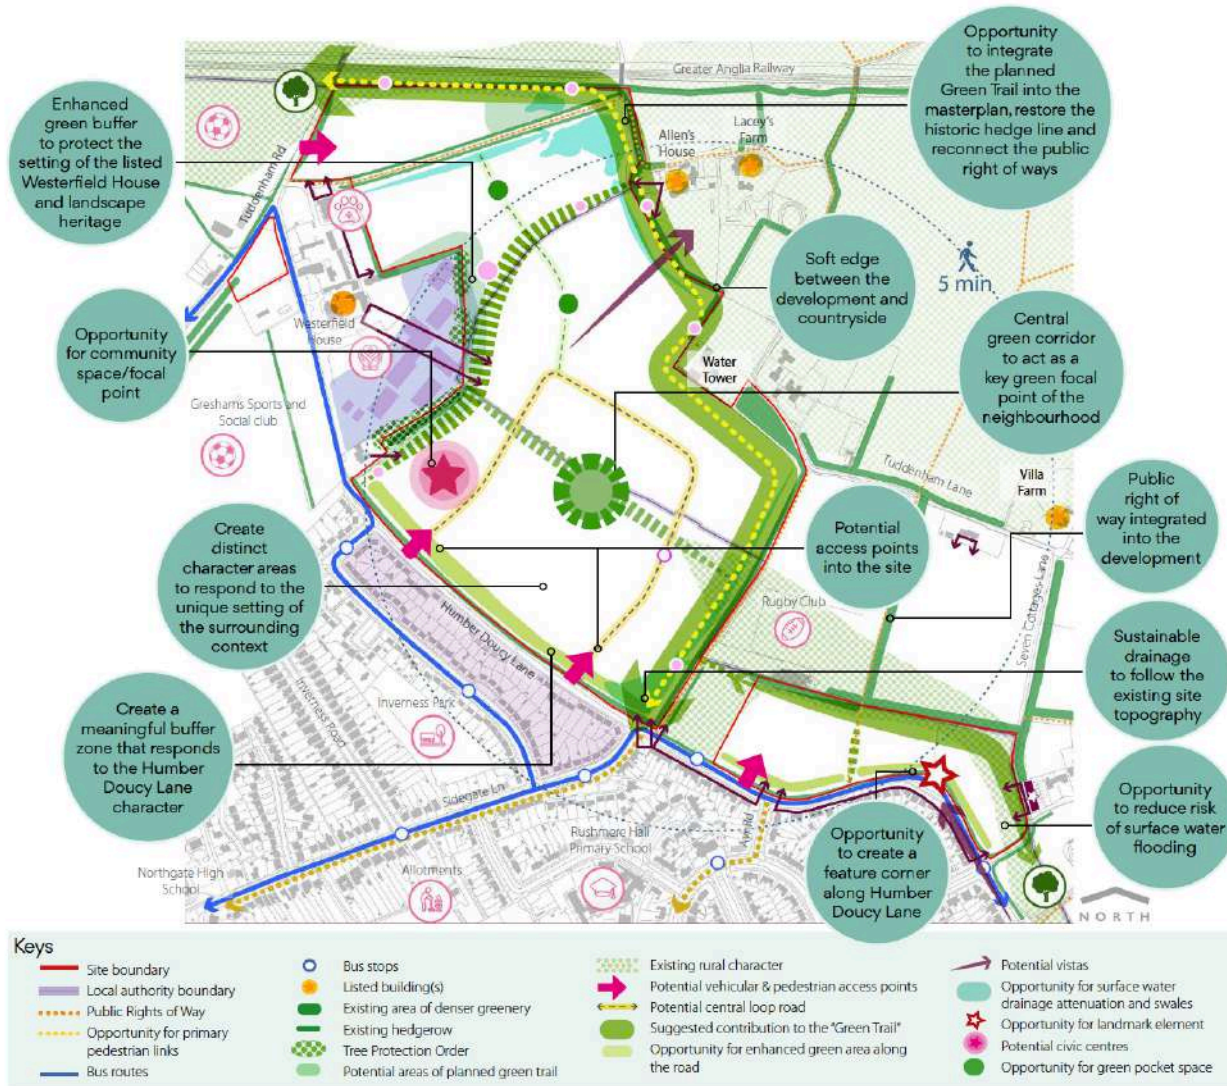 Enhanced
green buffer
to protect the
setting of the listed
Westerfield House
and landscape
heritage
Opportunity
for community
space/focal
point
Create
distinct
character areas
to respond to the
unique setting of
the surrounding
context
Create a
meaningful buffer
zone that responds
to the Humber
Doucy Lane
character
Opportunity
to integrate
the planned
Green Trail into the
masterplan, restore the
historic hedge line and
reconnect the public
right of ways
Soft edge
between the
development and
countryside
Central
green corridor
to act as a
key green focal
point of the
neighbourhood
Potential
access points
into the site
Public
right of
way integrated
into the
development
Sustainable
drainage
to follow the
existing site
topography
Opportunity
to reduce risk
of surface water
flooding
Opportunity
to create a
feature corner
along Humber
Doucy Lane
Greater Anglia Railway
Lacey's
Farm
Allen's
House
Tuddenham Rd
5 min
Westerfield
House
Water
Tower
Gresham's Sports and
Social club
Tuddenham Lane
Villa
Farm
Rugby Club
Seven Cottages Lane
Humber Doucy Lane
Inverness Park
Inverness Road
Sidegate Ln
Ayr Rd
Rushmere Hall
Primary School
Northgate High
School
Allotments
NORTH
Keys
Site boundary
Local authority boundary
Public Rights of Way
Opportunity for primary
pedestrian links
Bus routes
Bus stops
Listed building(s)
Existing area of denser greenery
Existing hedgerow
Tree Protection Order
Potential areas of planned green trail
Existing rural character
Potential vehicular & pedestrian access points
Potential central loop road
Suggested contribution to the "Green Trail"
Opportunity for enhanced green area along
the road
Potential vistas
Opportunity for surface water
drainage attenuation and swales
Opportunity for landmark element
Potential civic centres
Opportunity for green pocket space